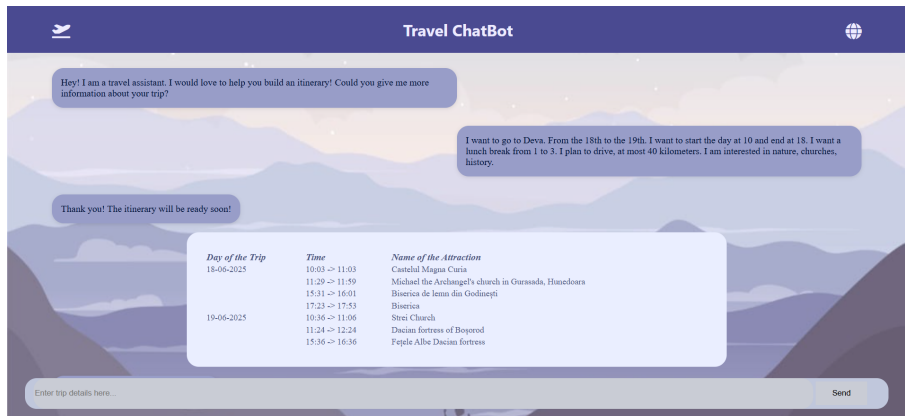 Travel ChatBot
Hey! I am a travel assistant. I would love to help you build an itinerary! Could you give me more
information about your trip?
I want to go to Deva. From the 18th to the 19th. I want to start the day at 10 and end at 18. I want a
lunch break from 1 to 3. I plan to drive, at most 40 kilometers. I am interested in nature, churches,
history.
Thank you! The itinerary will be ready soon!
Day of the Trip Time Name of the Attraction
18-06-2025 10:03 -> 11:03 Castelul Magna Curia
11:29 -> 11:59 Michael the Archangel's church in Gurasada, Hunedoara
15:31 -> 16:01 Biserica de lemn din Godinești
17:23 -> 17:53 Biserica
19-06-2025 10:36 -> 11:06 Strei Church
11:24 -> 12:24 Dacian fortress of Boșorod
15:36 -> 16:36 Fețele Albe Dacian fortress
Enter trip details here... Send